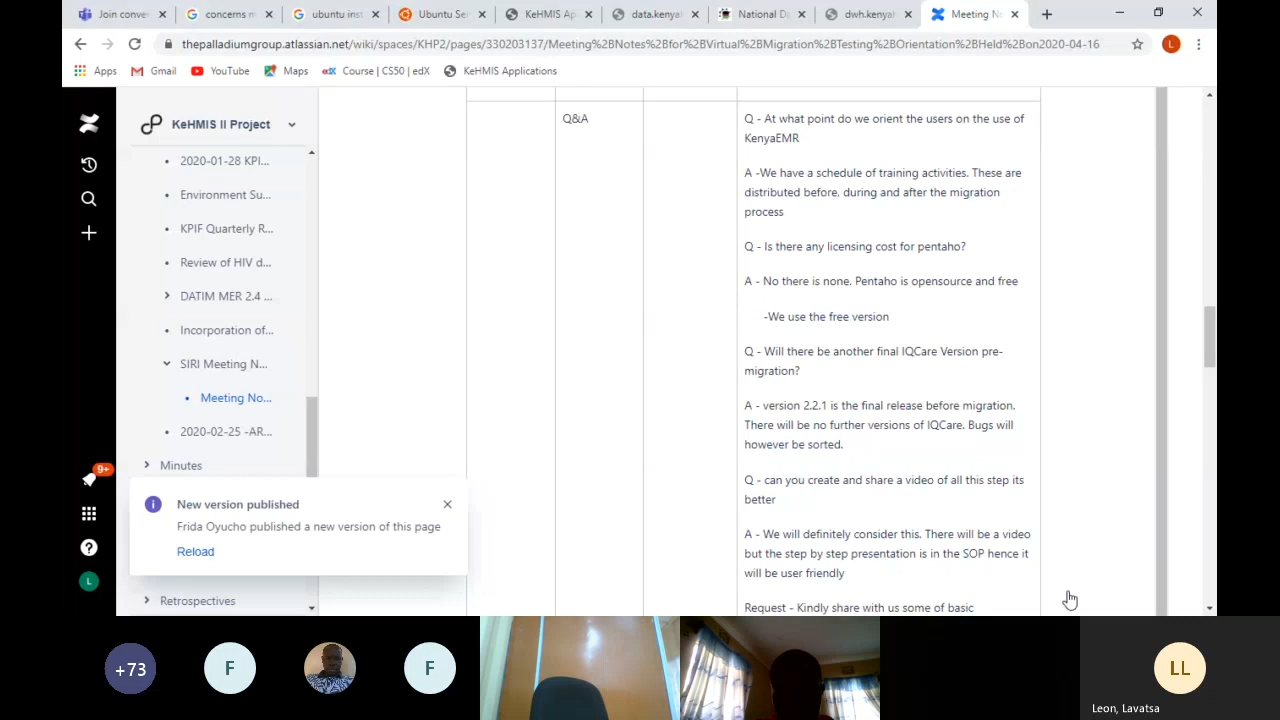 Join conve
concerns m
ubuntu inst
Ubuntu Ser
KeHMIS Ap
data.kenya
National D
dwh.kenya
Meeting No
thepalladiumgroup.atlassian.net/wiki/spaces/KHP2/pages/330203137/Meeting%2BNotes%2Bfor%2BVirtual%2BMigration%2BTesting%2BOrientation%2BHeld%2Bon2020-04-16
L
Apps
Gmail
YouTube
Maps
edX
Course | CS50 | edX
KeHMIS Applications
KeHMIS II Project
2020-01-28 KPI...
Environment Su...
KPIF Quarterly R...
Review of HIV d...
DATIM MER 2.4 ...
Incorporation of...
SIRI Meeting N...
Meeting No...
2020-02-25 -AR...
Minutes
Retrospectives
9+
L
New version published
Frida Oyucho published a new version of this page
Reload
Q&A
Q - At what point do we orient the users on the use of
KenyaEMR
A -We have a schedule of training activities. These are
distributed before, during and after the migration
process
Q - Is there any licensing cost for pentaho?
A - No there is none. Pentaho is opensource and free
-We use the free version
Q - Will there be another final IQCare Version pre-
migration?
A - version 2.2.1 is the final release before migration.
There will be no further versions of IQCare. Bugs will
however be sorted.
Q - can you create and share a video of all this step its
better
A - We will definitely consider this. There will be a video
but the step by step presentation is in the SOP hence it
will be user friendly
Request - Kindly share with us some of basic
+73
F
F
LL
Leon, Lavatsa